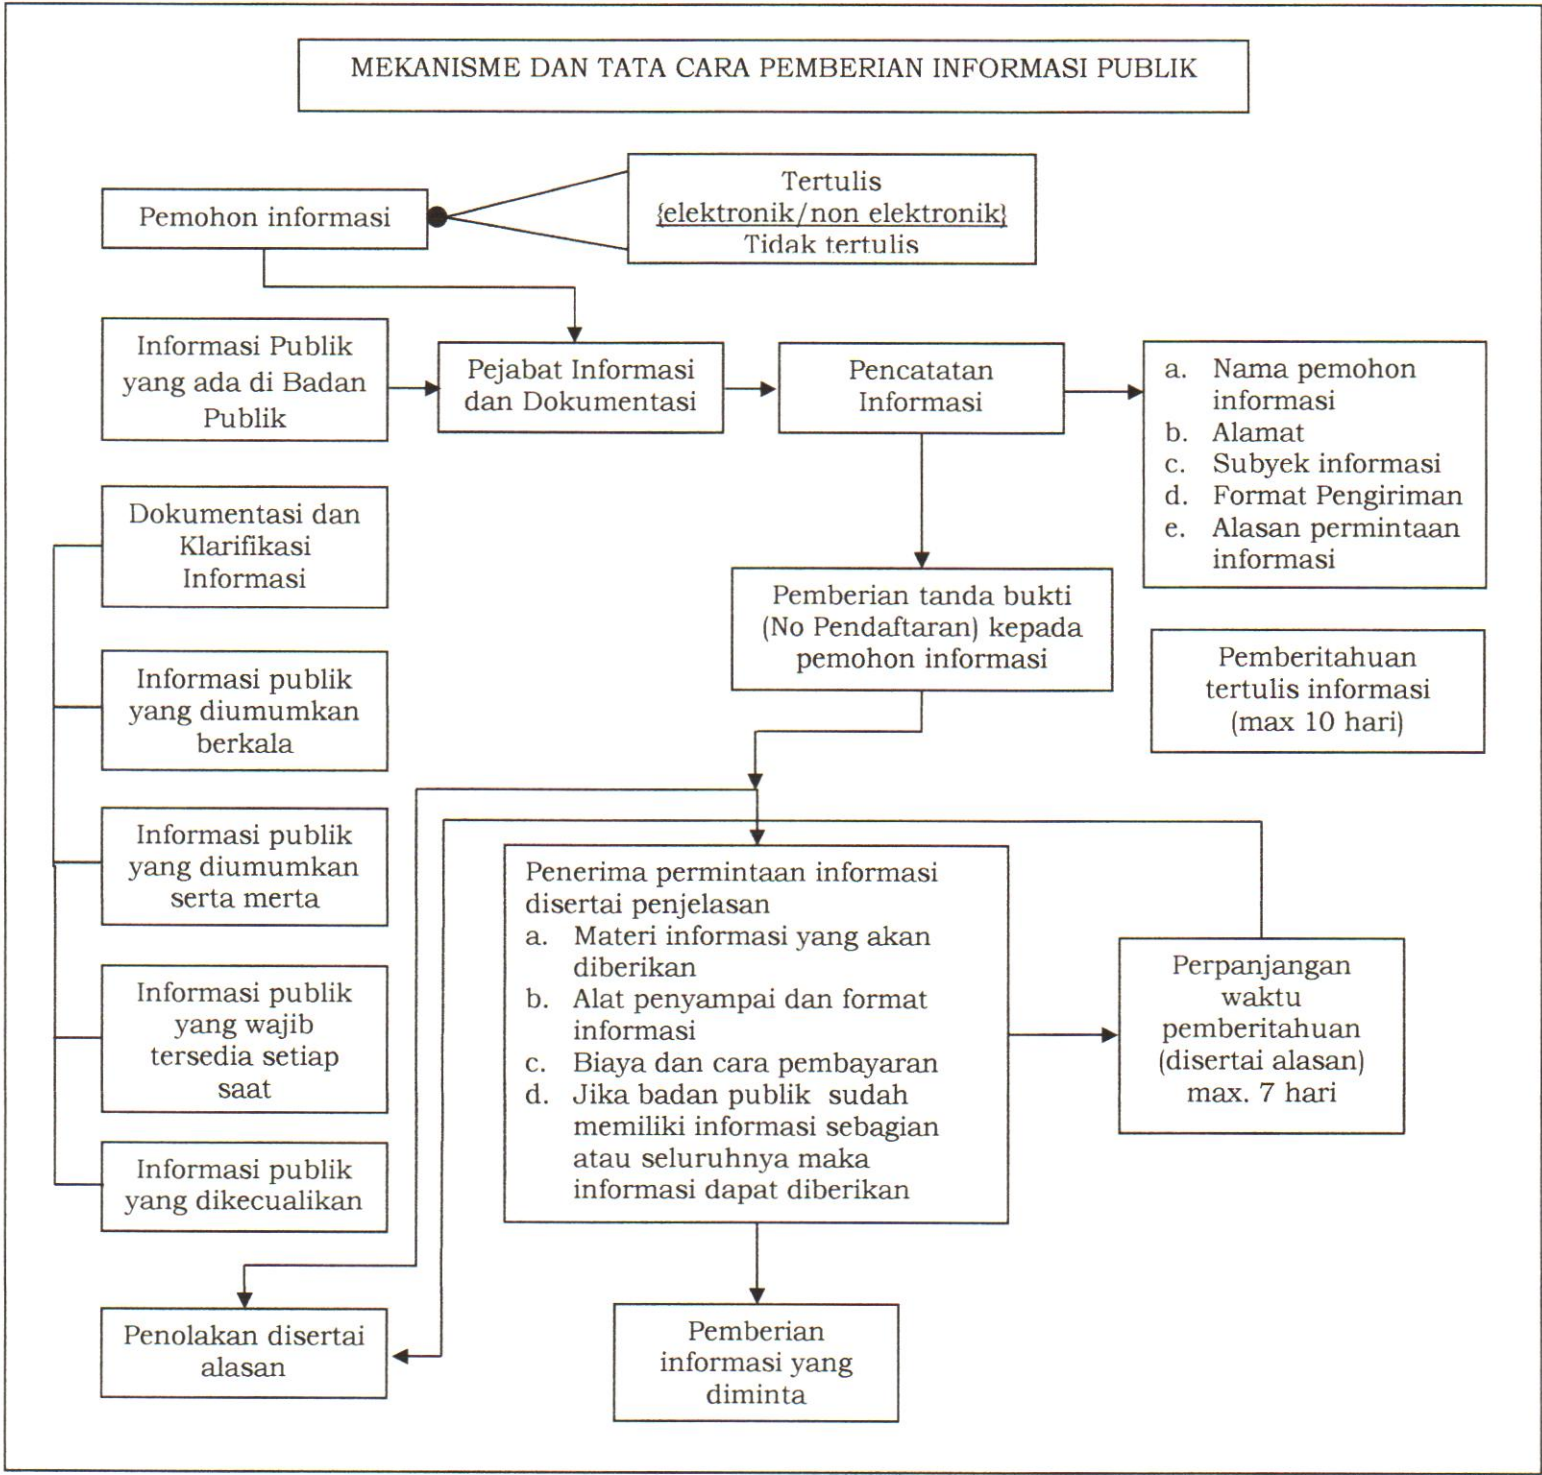 MEKANISME DAN TATA CARA PEMBERIAN INFORMASI PUBLIK
Pemohon informasi
Tertulis
{elektronik/non elektronik}
Tidak tertulis
Informasi Publik
yang ada di Badan
Publik
Pejabat Informasi
dan Dokumentasi
Pencatatan
Informasi
a. Nama pemohon
informasi
b. Alamat
c. Subyek informasi
d. Format Pengiriman
e. Alasan permintaan
informasi
Dokumentasi dan
Klarifikasi
Informasi
Pemberian tanda bukti
(No Pendaftaran) kepada
pemohon informasi
Pemberitahuan
tertulis informasi
(max 10 hari)
Informasi publik
yang diumumkan
berkala
Informasi publik
yang diumumkan
serta merta
Penerima permintaan informasi
disertai penjelasan
a. Materi informasi yang akan
diberikan
b. Alat penyampai dan format
informasi
c. Biaya dan cara pembayaran
d. Jika badan publik sudah
memiliki informasi sebagian
atau seluruhnya maka
informasi dapat diberikan
Perpanjangan
waktu
pemberitahuan
(disertai alasan)
max. 7 hari
Informasi publik
yang wajib
tersedia setiap
saat
Informasi publik
yang dikecualikan
Penolakan disertai
alasan
Pemberian
informasi yang
diminta